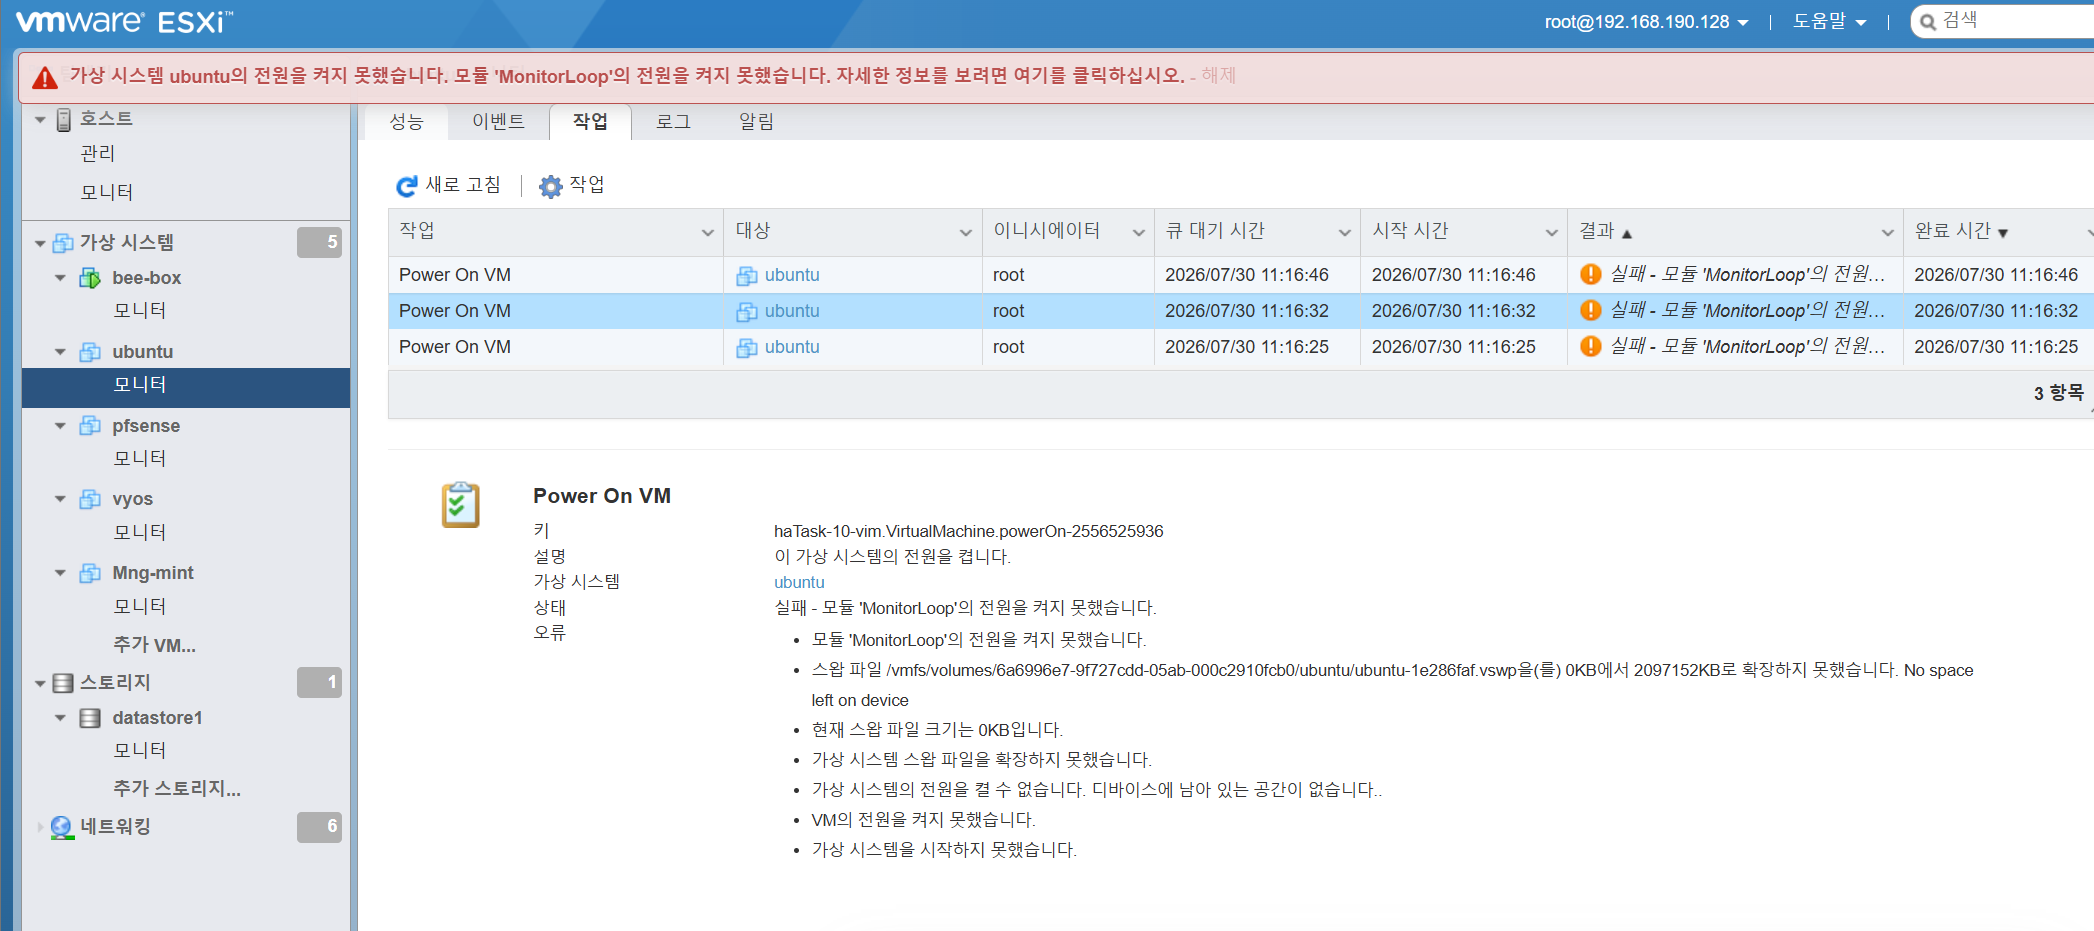 vmware® ESXi™
root@192.168.190.128 | 도움말 | 검색
가상 시스템 ubuntu의 전원을 켜지 못했습니다. 모듈 'MonitorLoop'의 전원을 켜지 못했습니다. 자세한 정보를 보려면 여기를 클릭하십시오. - 해제
호스트
관리
모니터
가상 시스템 5
bee-box
모니터
ubuntu
모니터
pfsense
모니터
vyos
모니터
Mng-mint
모니터
추가 VM...
스토리지 1
datastore1
모니터
추가 스토리지...
네트워킹 6
성능 이벤트 작업 로그 알림
새로 고침 | 작업
작업 대상 이니시에이터 큐 대기 시간 시작 시간 결과▲ 완료 시간▼
Power On VM ubuntu root 2026/07/30 11:16:46 2026/07/30 11:16:46 실패 - 모듈 'MonitorLoop'의 전원... 2026/07/30 11:16:46
Power On VM ubuntu root 2026/07/30 11:16:32 2026/07/30 11:16:32 실패 - 모듈 'MonitorLoop'의 전원... 2026/07/30 11:16:32
Power On VM ubuntu root 2026/07/30 11:16:25 2026/07/30 11:16:25 실패 - 모듈 'MonitorLoop'의 전원... 2026/07/30 11:16:25
3 항목
Power On VM
키 haTask-10-vim.VirtualMachine.powerOn-2556525936
설명 이 가상 시스템의 전원을 켭니다.
가상 시스템 ubuntu
상태 실패 - 모듈 'MonitorLoop'의 전원을 켜지 못했습니다.
오류
• 모듈 'MonitorLoop'의 전원을 켜지 못했습니다.
• 스왑 파일 /vmfs/volumes/6a6996e7-9f727cdd-05ab-000c2910fcb0/ubuntu/ubuntu-1e286faf.vswp을(를) 0KB에서 2097152KB로 확장하지 못했습니다. No space
left on device
• 현재 스왑 파일 크기는 0KB입니다.
• 가상 시스템 스왑 파일을 확장하지 못했습니다.
• 가상 시스템의 전원을 켤 수 없습니다. 디바이스에 남아 있는 공간이 없습니다..
• VM의 전원을 켜지 못했습니다.
• 가상 시스템을 시작하지 못했습니다.